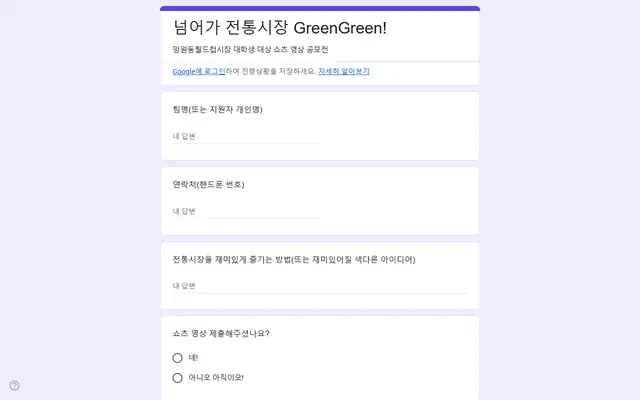 넘어가 전통시장 GreenGreen!
망원동월드컵시장 대학생 대상 쇼츠 영상 공모전
Google에 로그인하여 진행상황을 저장하세요. 자세히 알아보기
팀명(또는 지원자 개인명)
내 답변
연락처(핸드폰 번호)
내 답변
전통시장을 재미있게 즐기는 방법(또는 재미있어질 색다른 아이디어)
내 답변
쇼츠 영상 제출해주셨나요?
네!
아니오 아직이오!